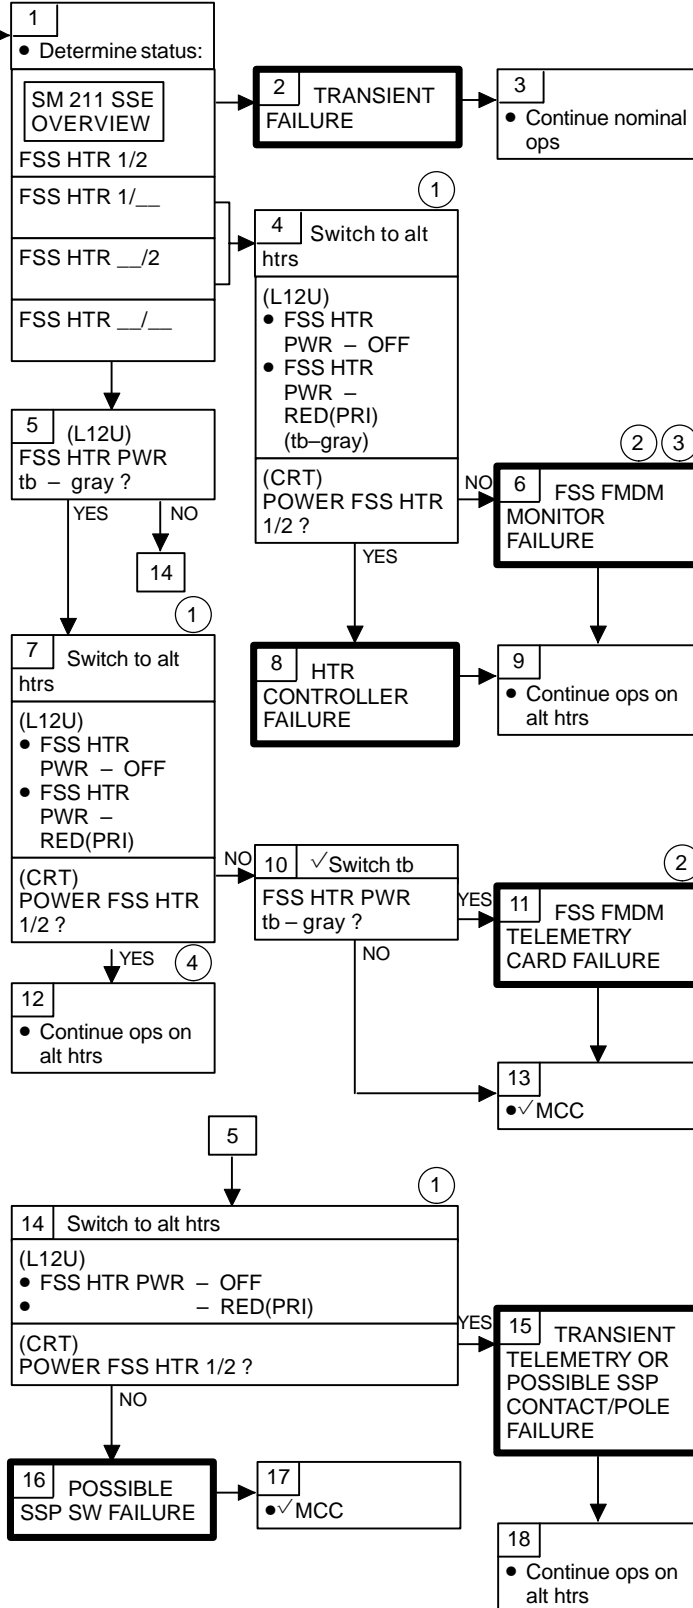 1
● Determine status:
SM 211 SSE
OVERVIEW
FSS HTR 1/2
FSS HTR 1/__
FSS HTR __/2
FSS HTR __/__
2 TRANSIENT
FAILURE
3
● Continue nominal
ops
1
4 Switch to alt
htrs
(L12U)
● FSS HTR
PWR – OFF
● FSS HTR
PWR –
RED(PRI)
(tb–gray)
(CRT)
POWER FSS HTR
1/2 ?
NO
YES
5 (L12U)
FSS HTR PWR
tb – gray ?
YES
NO
14
2 3
6 FSS FMDM
MONITOR
FAILURE
1
7 Switch to alt
htrs
(L12U)
● FSS HTR
PWR – OFF
● FSS HTR
PWR –
RED(PRI)
(CRT)
POWER FSS HTR
1/2 ?
NO
YES
4
8 HTR
CONTROLLER
FAILURE
9
● Continue ops on
alt htrs
10 √Switch tb
FSS HTR PWR
tb – gray ?
YES
NO
2
11 FSS FMDM
TELEMETRY
CARD FAILURE
12
● Continue ops on
alt htrs
13
●√MCC
5
1
14 Switch to alt htrs
(L12U)
● FSS HTR PWR – OFF
● – RED(PRI)
(CRT)
POWER FSS HTR 1/2 ?
YES
NO
15 TRANSIENT
TELEMETRY OR
POSSIBLE SSP
CONTACT/POLE
FAILURE
16 POSSIBLE
SSP SW FAILURE
17
●√MCC
18
● Continue ops on
alt htrs